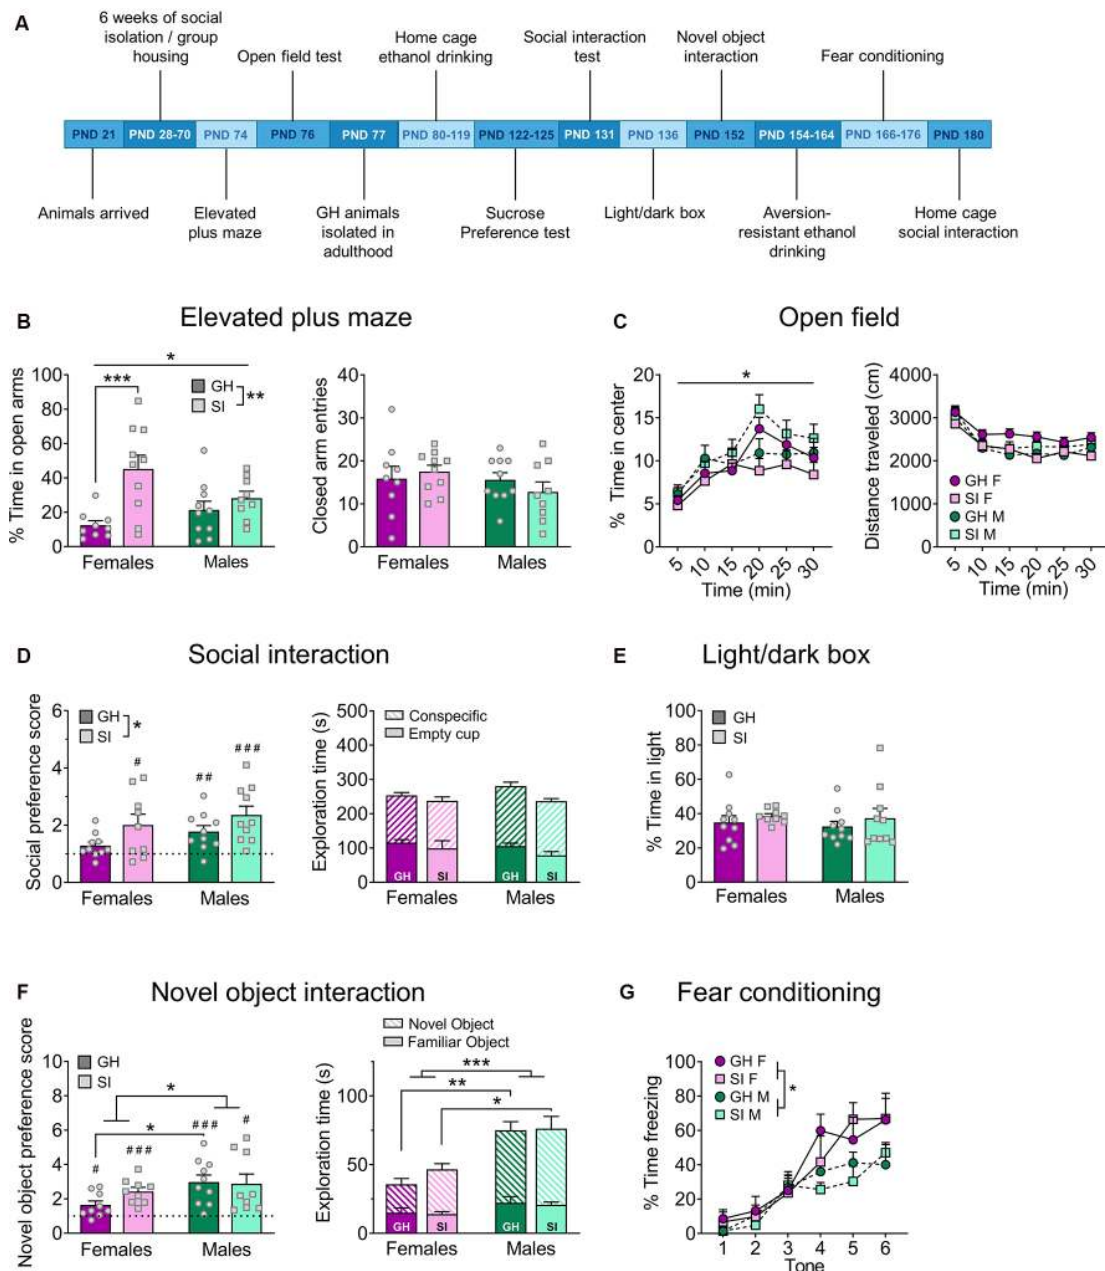 A
6 weeks of social
isolation / group
housing
Open field test
Home cage
ethanol drinking
Social interaction
test
Novel object
interaction
Fear conditioning
PND 21 PND 28-70 PND 74 PND 76 PND 77 PND 80-119 PND 122-125 PND 131 PND 136 PND 152 PND 154-164 PND 166-176 PND 180
Animals arrived
Elevated
plus maze
GH animals
isolated in
adulthood
Sucrose
Preference test
Light/dark box
Aversion-
resistant ethanol
drinking
Home cage
social interaction
B Elevated plus maze
% Time in open arms
100
80
60
40
20
0
*
***
GH
SI
**
Females Males
Closed arm entries
40
30
20
10
0
Females Males
C Open field
% Time in center
20
15
10
5
0
*
5 10 15 20 25 30
Time (min)
Distance traveled (cm)
4000
3000
2000
1000
0
GH F
SI F
GH M
SI M
5 10 15 20 25 30
Time (min)
D Social interaction
Social preference score
6
4
2
0
GH
SI
*
#
##
###
Females Males
Exploration time (s)
500
400
300
200
100
0
Conspecific
Empty cup
GH SI GH SI
Females Males
E Light/dark box
% Time in light
100
80
60
40
20
0
GH
SI
Females Males
F Novel object interaction
Novel object preference score
10
8
6
4
2
0
GH
SI
*
*
#
###
###
#
Females Males
Novel Object
Familiar Object
Exploration time (s)
100
50
0
***
**
*
GH SI GH SI
Females Males
G Fear conditioning
% Time freezing
100
80
60
40
20
0
GH F
SI F
GH M
SI M
*
1 2 3 4 5 6
Tone